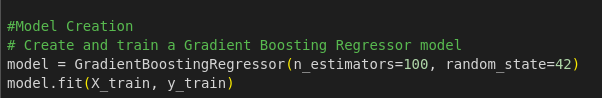 #Model Creation
# Create and train a Gradient Boosting Regressor model
model = GradientBoostingRegressor(n_estimators=100, random_state=42)
model.fit(X_train, y_train)